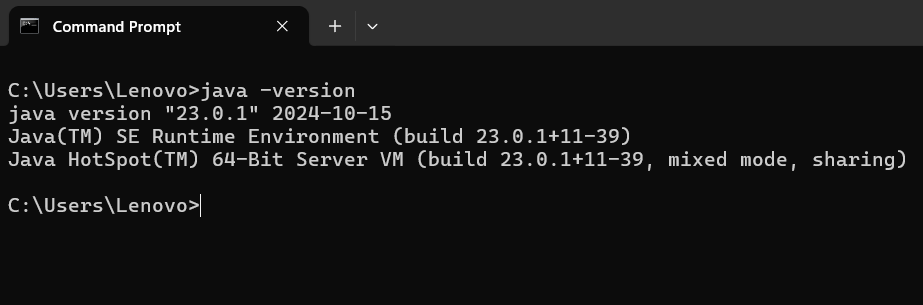 Command Prompt
C:\Users\Lenovo>java -version
java version "23.0.1" 2024-10-15
Java(TM) SE Runtime Environment (build 23.0.1+11-39)
Java HotSpot(TM) 64-Bit Server VM (build 23.0.1+11-39, mixed mode, sharing)
C:\Users\Lenovo>